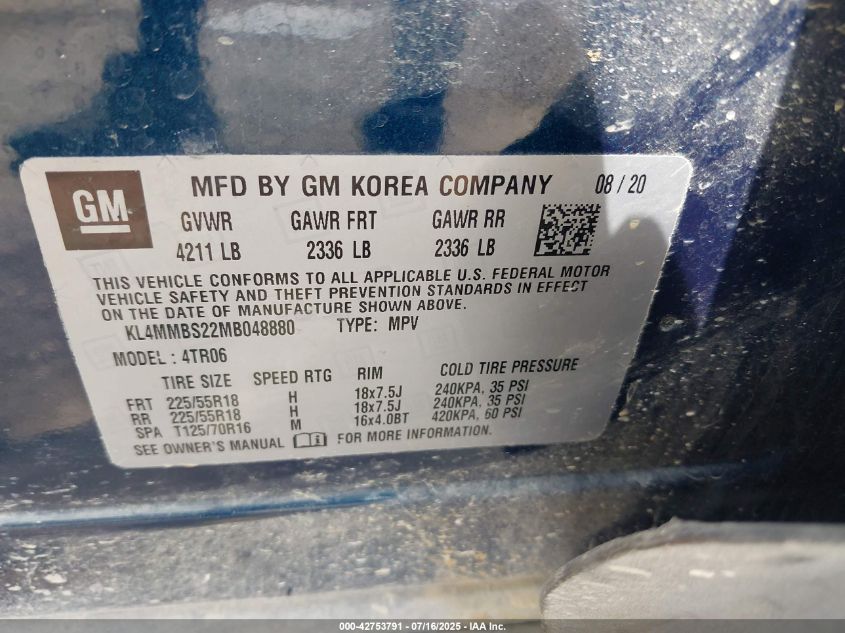 GM
MFD BY GM KOREA COMPANY 08 / 20
GVWR GAWR FRT GAWR RR
4211 LB 2336 LB 2336 LB
THIS VEHICLE CONFORMS TO ALL APPLICABLE U.S. FEDERAL MOTOR
VEHICLE SAFETY AND THEFT PREVENTION STANDARDS IN EFFECT
ON THE DATE OF MANUFACTURE SHOWN ABOVE.
KL4MMBS22MB048880 TYPE: MPV
MODEL: 4TR06
TIRE SIZE SPEED RTG RIM COLD TIRE PRESSURE
FRT 225/55R18 H 18x7.5J 240KPA, 35 PSI
RR 225/55R18 H 18x7.5J 240KPA, 35 PSI
SPA T125/70R16 M 16x4.0BT 420KPA, 60 PSI
SEE OWNER'S MANUAL FOR MORE INFORMATION.
000-42753791 - 07/16/2025 - IAA Inc.